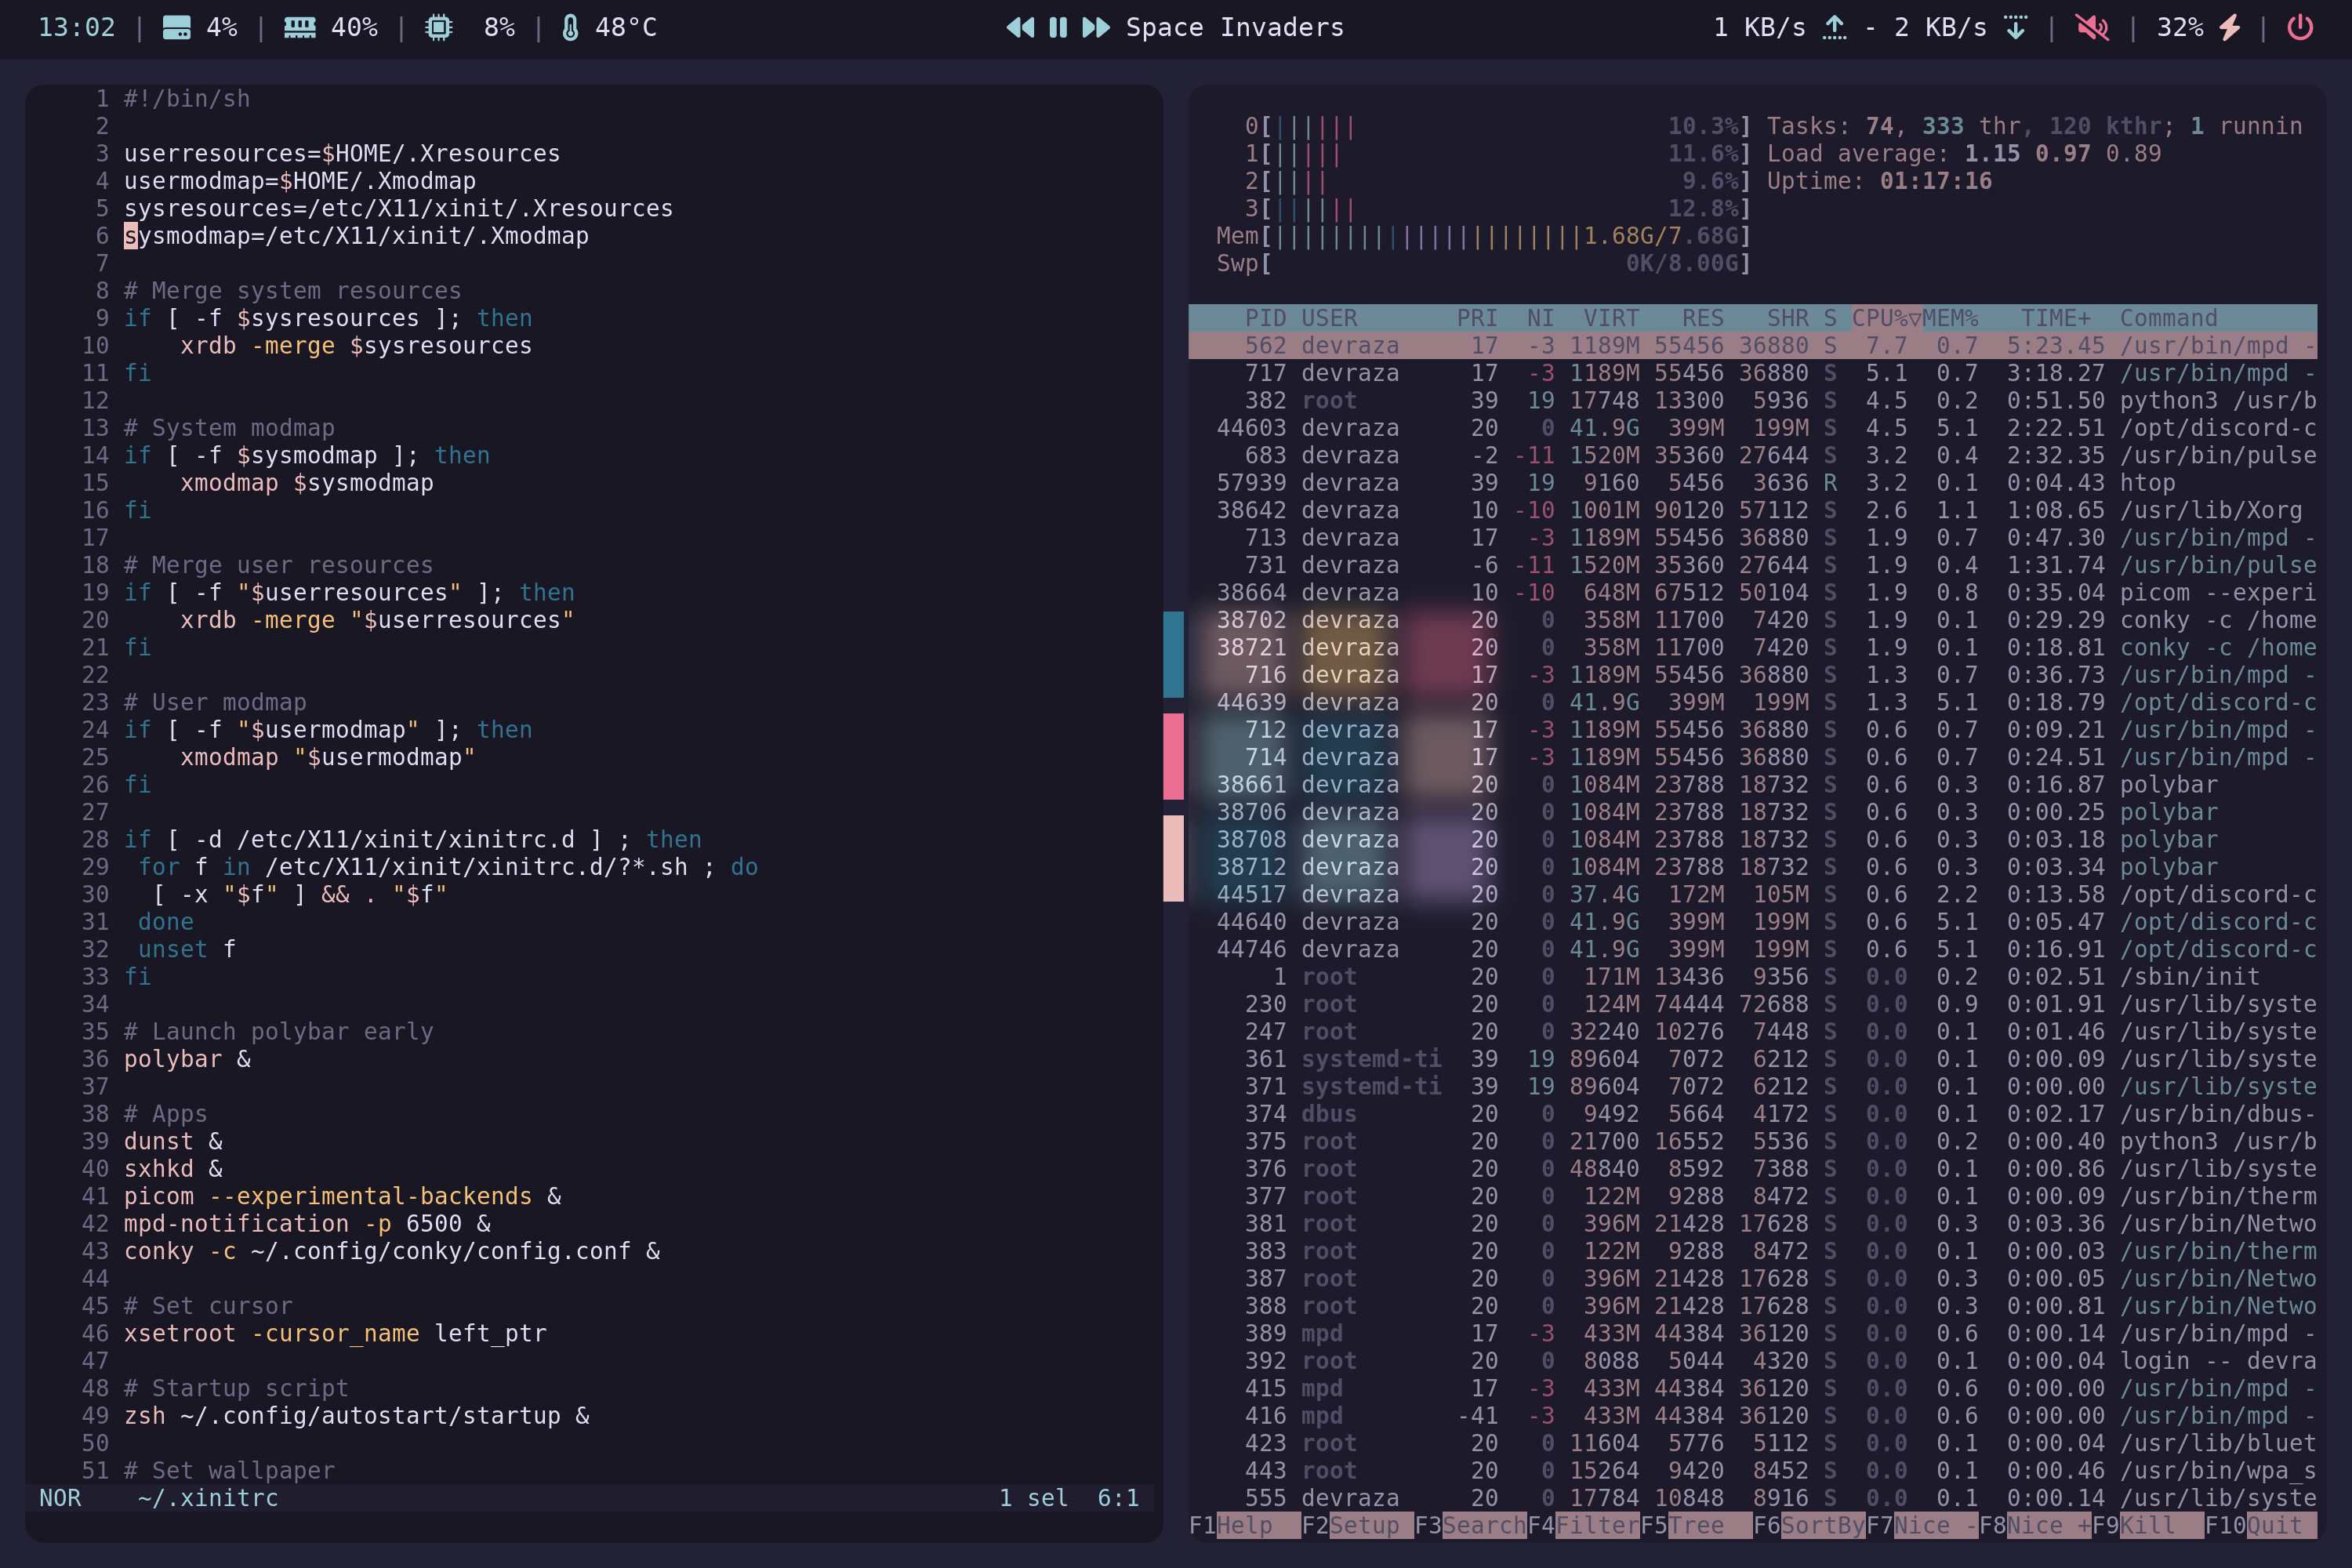 13:02 | 4% | 40% | 8% | 48°C Space Invaders 1 KB/s - 2 KB/s | | 32% |
1 #!/bin/sh
2
3 userresources=$HOME/.Xresources
4 usermodmap=$HOME/.Xmodmap
5 sysresources=/etc/X11/xinit/.Xresources
6 sysmodmap=/etc/X11/xinit/.Xmodmap
7
8 # Merge system resources
9 if [ -f $sysresources ]; then
10     xrdb -merge $sysresources
11 fi
12
13 # System modmap
14 if [ -f $sysmodmap ]; then
15     xmodmap $sysmodmap
16 fi
17
18 # Merge user resources
19 if [ -f "$userresources" ]; then
20     xrdb -merge "$userresources"
21 fi
22
23 # User modmap
24 if [ -f "$usermodmap" ]; then
25     xmodmap "$usermodmap"
26 fi
27
28 if [ -d /etc/X11/xinit/xinitrc.d ] ; then
29  for f in /etc/X11/xinit/xinitrc.d/?*.sh ; do
30   [ -x "$f" ] && . "$f"
31  done
32  unset f
33 fi
34
35 # Launch polybar early
36 polybar &
37
38 # Apps
39 dunst &
40 sxhkd &
41 picom --experimental-backends &
42 mpd-notification -p 6500 &
43 conky -c ~/.config/conky/config.conf &
44
45 # Set cursor
46 xsetroot -cursor_name left_ptr
47
48 # Startup script
49 zsh ~/.config/autostart/startup &
50
51 # Set wallpaper
NOR    ~/.xinitrc    1 sel  6:1
0[||||||    10.3%] Tasks: 74, 333 thr, 120 kthr; 1 runnin
1[|||||    11.6%] Load average: 1.15 0.97 0.89
2[||||    9.6%] Uptime: 01:17:16
3[||||||    12.8%]
Mem[||||||||||||||||||||||1.68G/7.68G]
Swp[    0K/8.00G]
PID USER PRI NI VIRT RES SHR S CPU%▽MEM% TIME+ Command
562 devraza 17 -3 1189M 55456 36880 S 7.7 0.7 5:23.45 /usr/bin/mpd -
717 devraza 17 -3 1189M 55456 36880 S 5.1 0.7 3:18.27 /usr/bin/mpd -
382 root 39 19 17748 13300 5936 S 4.5 0.2 0:51.50 python3 /usr/b
44603 devraza 20 0 41.9G 399M 199M S 4.5 5.1 2:22.51 /opt/discord-c
683 devraza -2 -11 1520M 35360 27644 S 3.2 0.4 2:32.35 /usr/bin/pulse
57939 devraza 39 19 9160 5456 3636 R 3.2 0.1 0:04.43 htop
38642 devraza 10 -10 1001M 90120 57112 S 2.6 1.1 1:08.65 /usr/lib/Xorg
713 devraza 17 -3 1189M 55456 36880 S 1.9 0.7 0:47.30 /usr/bin/mpd -
731 devraza -6 -11 1520M 35360 27644 S 1.9 0.4 1:31.74 /usr/bin/pulse
38664 devraza 10 -10 648M 67512 50104 S 1.9 0.8 0:35.04 picom --experi
38702 devraza 20 0 358M 11700 7420 S 1.9 0.1 0:29.29 conky -c /home
38721 devraza 20 0 358M 11700 7420 S 1.9 0.1 0:18.81 conky -c /home
716 devraza 17 -3 1189M 55456 36880 S 1.3 0.7 0:36.73 /usr/bin/mpd -
44639 devraza 20 0 41.9G 399M 199M S 1.3 5.1 0:18.79 /opt/discord-c
712 devraza 17 -3 1189M 55456 36880 S 0.6 0.7 0:09.21 /usr/bin/mpd -
714 devraza 17 -3 1189M 55456 36880 S 0.6 0.7 0:24.51 /usr/bin/mpd -
38661 devraza 20 0 1084M 23788 18732 S 0.6 0.3 0:16.87 polybar
38706 devraza 20 0 1084M 23788 18732 S 0.6 0.3 0:00.25 polybar
38708 devraza 20 0 1084M 23788 18732 S 0.6 0.3 0:03.18 polybar
38712 devraza 20 0 1084M 23788 18732 S 0.6 0.3 0:03.34 polybar
44517 devraza 20 0 37.4G 172M 105M S 0.6 2.2 0:13.58 /opt/discord-c
44640 devraza 20 0 41.9G 399M 199M S 0.6 5.1 0:05.47 /opt/discord-c
44746 devraza 20 0 41.9G 399M 199M S 0.6 5.1 0:16.91 /opt/discord-c
1 root 20 0 171M 13436 9356 S 0.0 0.2 0:02.51 /sbin/init
230 root 20 0 124M 74444 72688 S 0.0 0.9 0:01.91 /usr/lib/syste
247 root 20 0 32240 10276 7448 S 0.0 0.1 0:01.46 /usr/lib/syste
361 systemd-ti 39 19 89604 7072 6212 S 0.0 0.1 0:00.09 /usr/lib/syste
371 systemd-ti 39 19 89604 7072 6212 S 0.0 0.1 0:00.00 /usr/lib/syste
374 dbus 20 0 9492 5664 4172 S 0.0 0.1 0:02.17 /usr/bin/dbus-
375 root 20 0 21700 16552 5536 S 0.0 0.2 0:00.40 python3 /usr/b
376 root 20 0 48840 8592 7388 S 0.0 0.1 0:00.86 /usr/lib/syste
377 root 20 0 122M 9288 8472 S 0.0 0.1 0:00.09 /usr/bin/therm
381 root 20 0 396M 21428 17628 S 0.0 0.3 0:03.36 /usr/bin/Netwo
383 root 20 0 122M 9288 8472 S 0.0 0.1 0:00.03 /usr/bin/therm
387 root 20 0 396M 21428 17628 S 0.0 0.3 0:00.05 /usr/bin/Netwo
388 root 20 0 396M 21428 17628 S 0.0 0.3 0:00.81 /usr/bin/Netwo
389 mpd 17 -3 433M 44384 36120 S 0.0 0.6 0:00.14 /usr/bin/mpd -
392 root 20 0 8088 5044 4320 S 0.0 0.1 0:00.04 login -- devra
415 mpd 17 -3 433M 44384 36120 S 0.0 0.6 0:00.00 /usr/bin/mpd -
416 mpd -41 -3 433M 44384 36120 S 0.0 0.6 0:00.00 /usr/bin/mpd -
423 root 20 0 11604 5776 5112 S 0.0 0.1 0:00.04 /usr/lib/bluet
443 root 20 0 15264 9420 8452 S 0.0 0.1 0:00.46 /usr/bin/wpa_s
555 devraza 20 0 17784 10848 8916 S 0.0 0.1 0:00.14 /usr/lib/syste
F1Help F2Setup F3SearchF4FilterF5Tree F6SortByF7Nice -F8Nice +F9Kill F10Quit